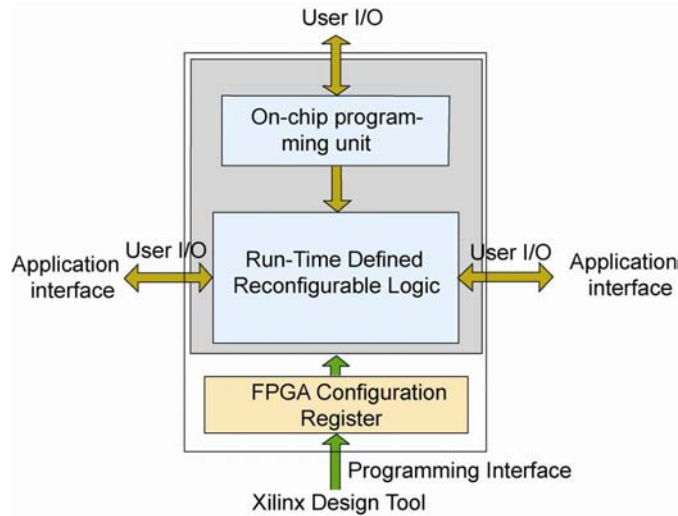 User I/O
On-chip program-
ming unit
User I/O
Application
interface
Run-Time Defined
Reconfigurable Logic
User I/O
Application
interface
FPGA Configuration
Register
Programming Interface
Xilinx Design Tool